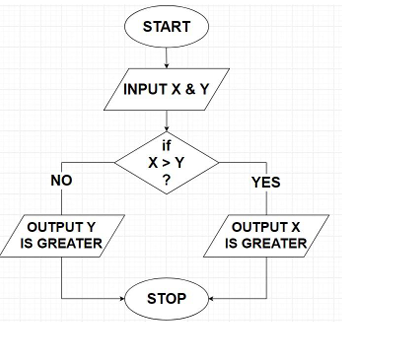 START
INPUT X & Y
if
X > Y
?
NO
YES
OUTPUT Y
IS GREATER
OUTPUT X
IS GREATER
STOP